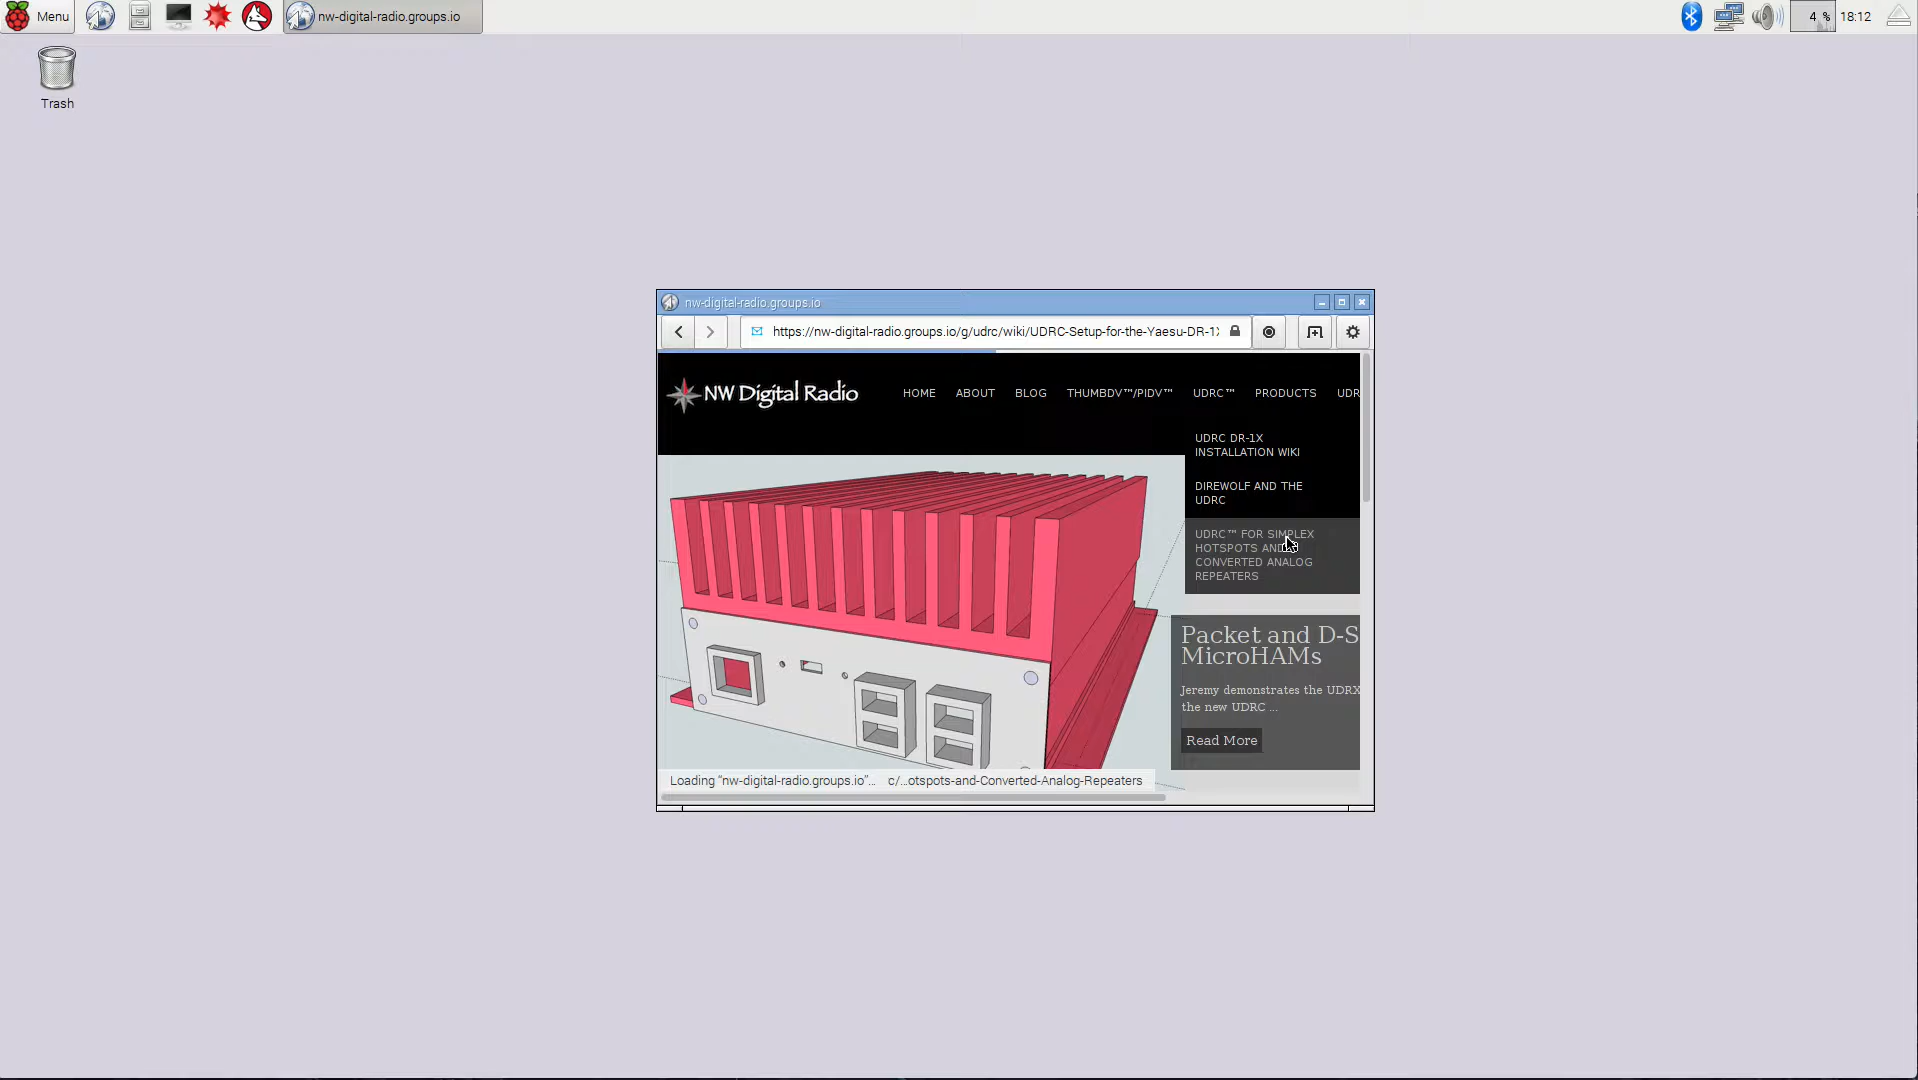 Menu
nw-digital-radio.groups.io
4 %
18:12
Trash
nw-digital-radio.groups.io
https://nw-digital-radio.groups.io/g/udrc/wiki/UDRC-Setup-for-the-Yaesu-DR-1X
NW Digital Radio
HOME
ABOUT
BLOG
THUMBDV™/PIDV™
UDRC™
PRODUCTS
UDR
UDRC DR-1X
INSTALLATION WIKI
DIREWOLF AND THE
UDRC
UDRC™ FOR SIMPLEX
HOTSPOTS AND
CONVERTED ANALOG
REPEATERS
Packet and D-S
MicroHAMs
Jeremy demonstrates the UDRX
the new UDRC ...
Read More
Loading “nw-digital-radio.groups.io”... c/...otspots-and-Converted-Analog-Repeaters